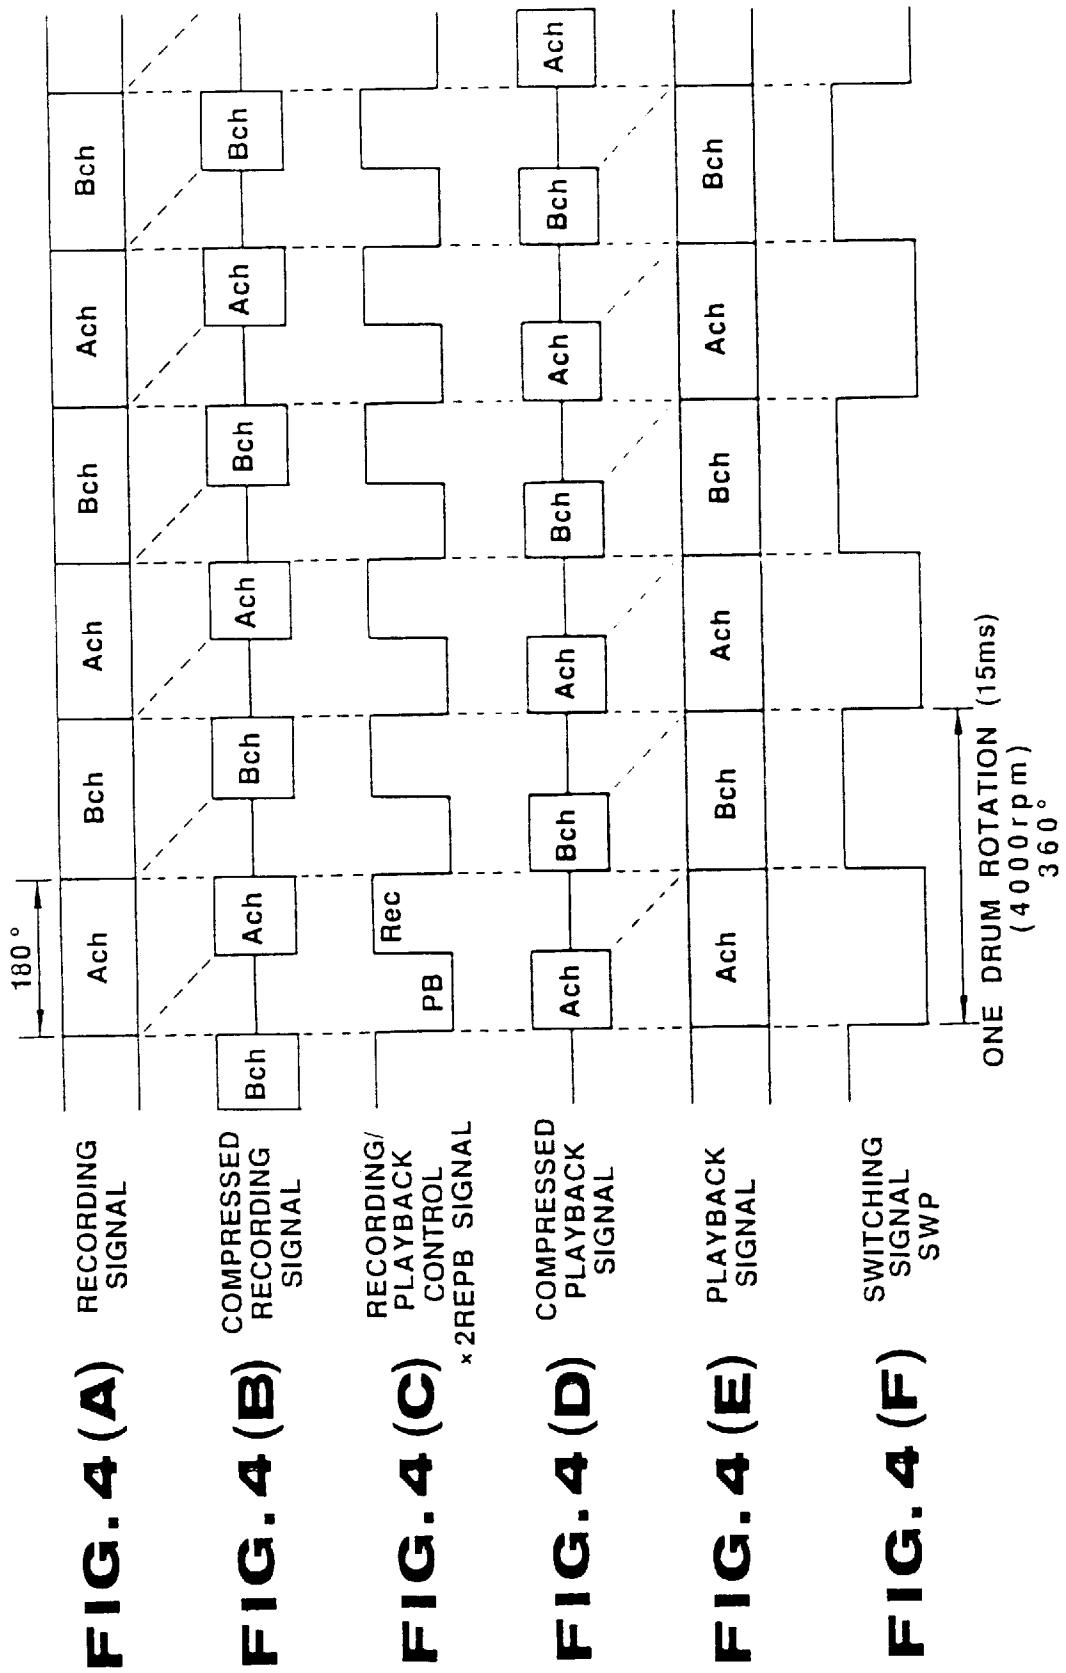 180°
FIG. 4 (A) RECORDING SIGNAL
Ach Bch Ach Bch Ach Bch
FIG. 4 (B) COMPRESSED RECORDING SIGNAL
Bch Ach Bch Ach Bch Ach Bch
FIG. 4 (C) RECORDING/ PLAYBACK CONTROL ×2REPB SIGNAL
PB Rec
FIG. 4 (D) COMPRESSED PLAYBACK SIGNAL
Ach Bch Ach Bch Ach Bch Ach
FIG. 4 (E) PLAYBACK SIGNAL
Ach Bch Ach Bch Ach Bch
FIG. 4 (F) SWITCHING SIGNAL SWP
ONE DRUM ROTATION (15ms)
(4000rpm)
360°